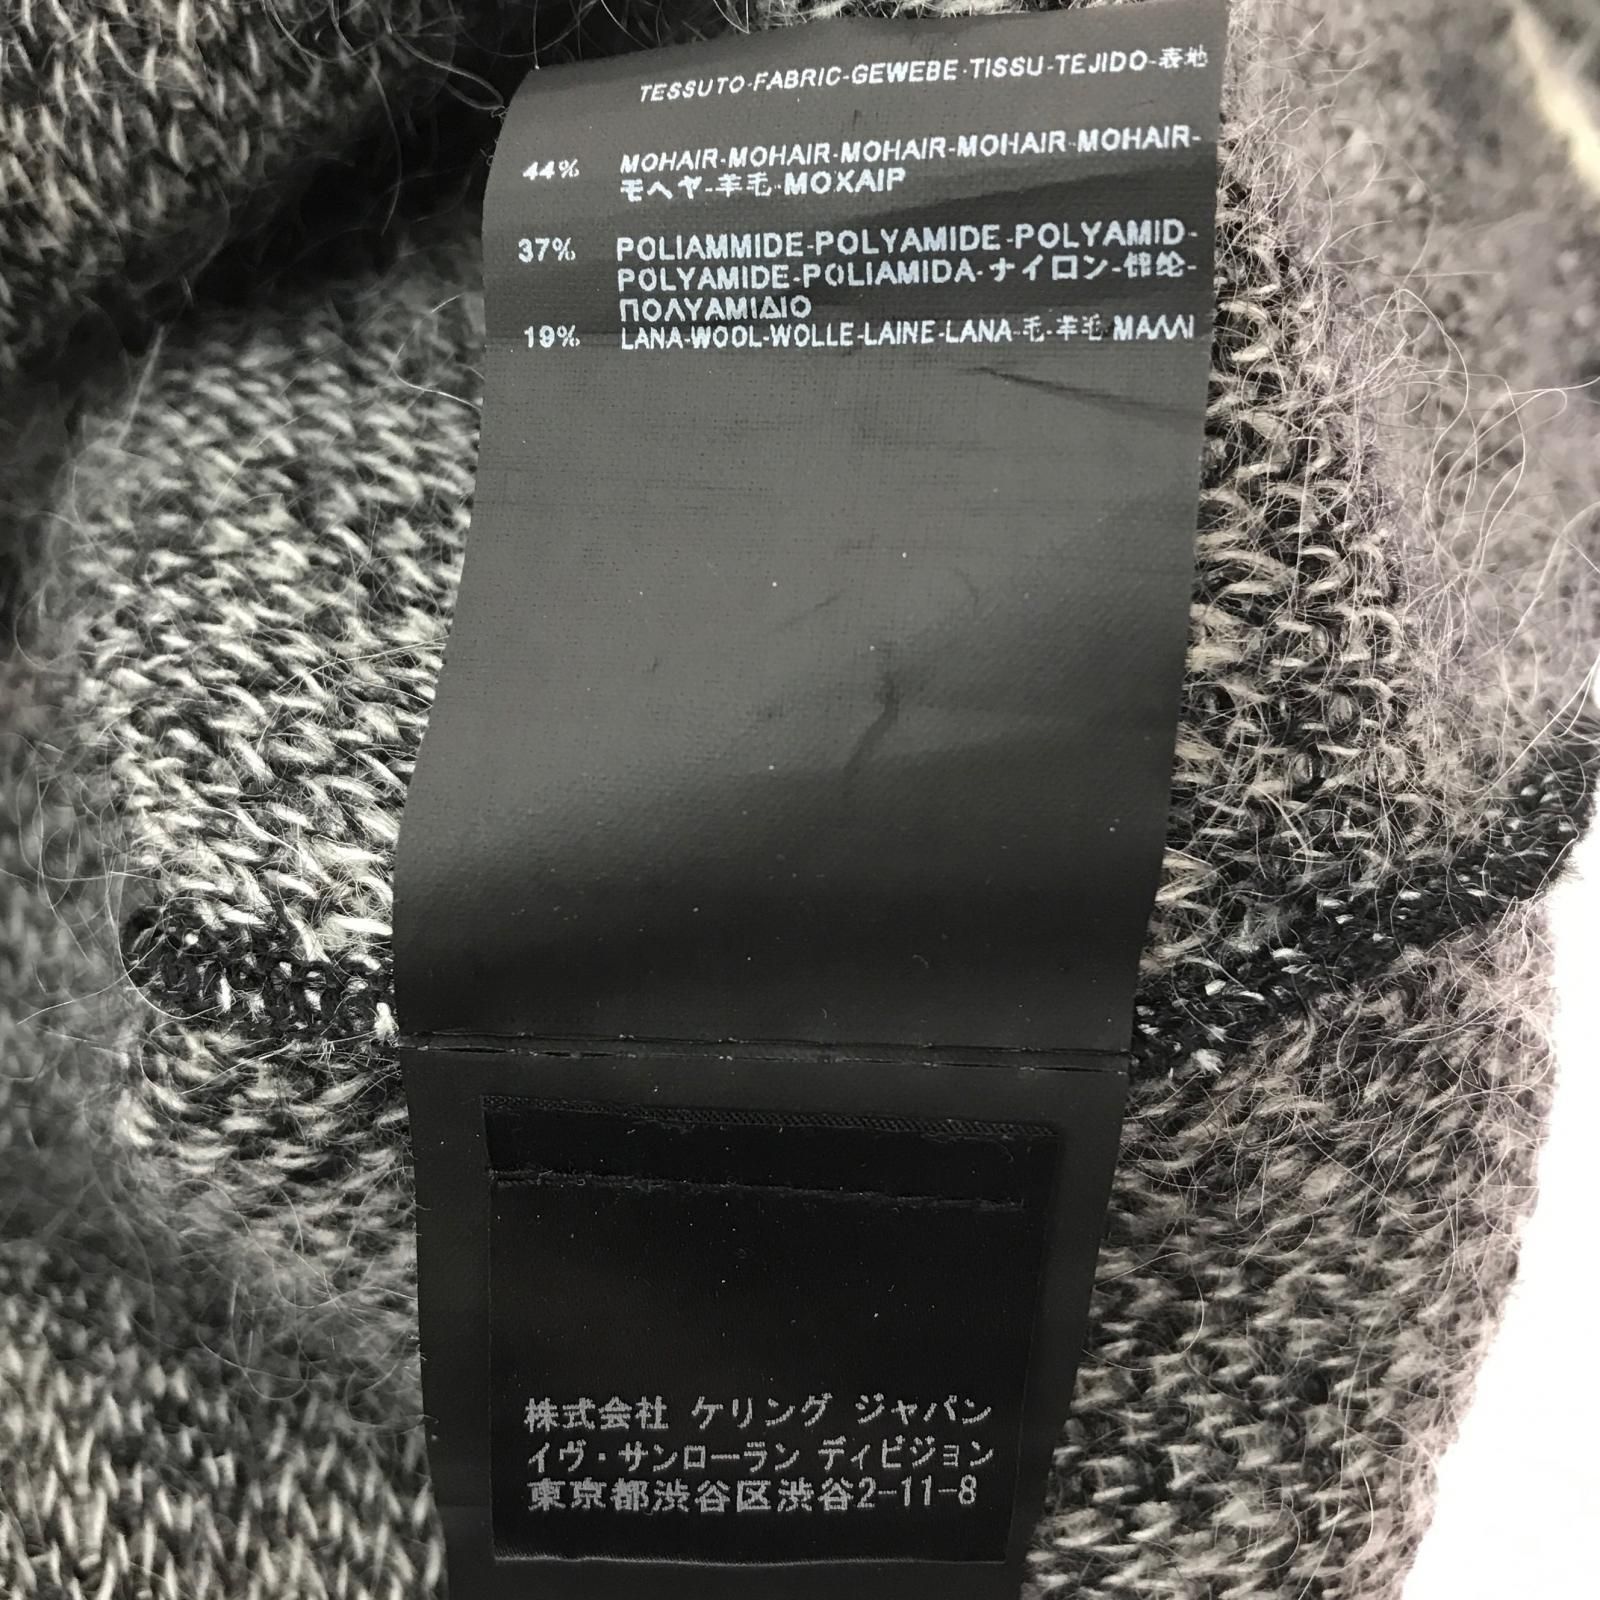 TESSUTO-FABRIC-GEWEBE-TISSU-TEJIDO-表地
44% MOHAIR-MOHAIR-MOHAIR-MOHAIR-MOHAIR-
モヘヤ-羊毛-MOXAIP
37% POLIAMMIDE-POLYAMIDE-POLYAMID-
POLYAMIDE-POLIAMIDA-ナイロン-锦纶-
ΠΟΛΥΑΜΙΔΙΟ
19% LANA-WOOL-WOLLE-LAINE-LANA-毛-羊毛-ΜΑΛΛΙ
株式会社 ケリング ジャパン
イヴ・サンローラン ディビジョン
東京都渋谷区渋谷2-11-8